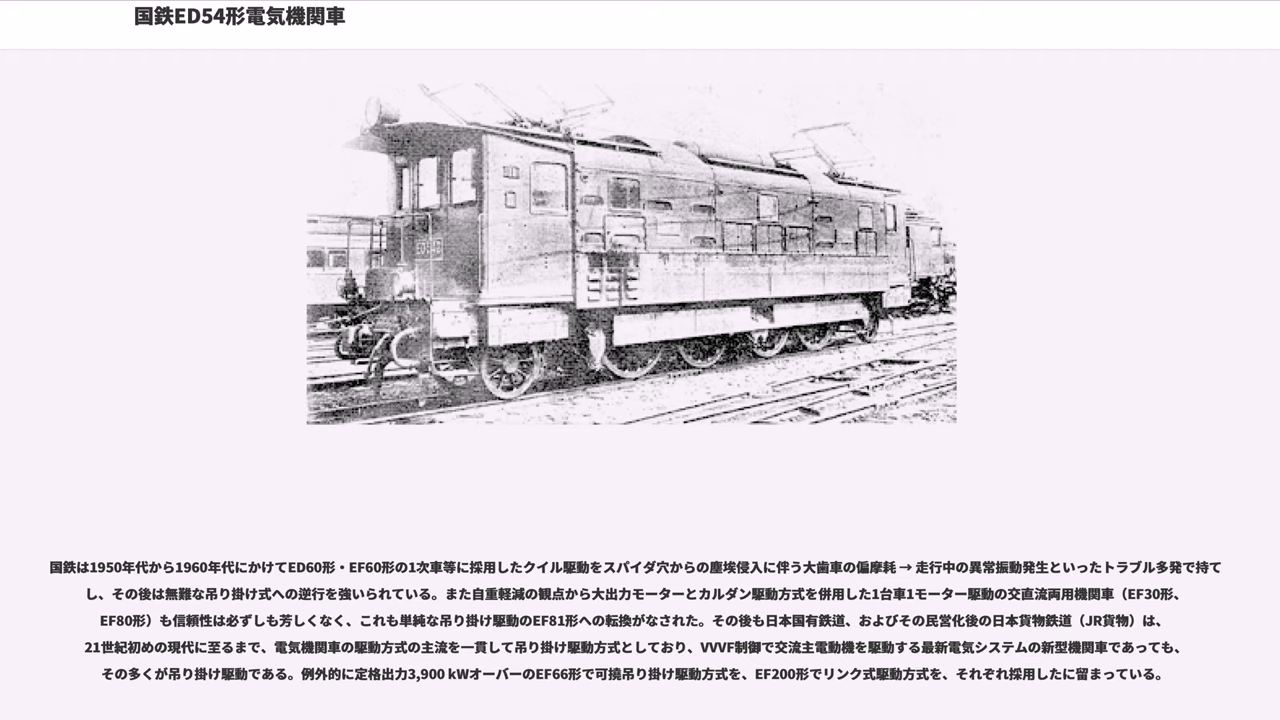 国鉄ED54形電気機関車
国鉄は1950年代から1960年代にかけてED60形・EF60形の1次車等に採用したクイル駆動をスパイダ穴からの塵埃侵入に伴う大歯車の偏摩耗 → 走行中の異常振動発生といったトラブル多発で持て
し、その後は無難な吊り掛け式への逆行を強いられている。また自重軽減の観点から大出力モーターとカルダン駆動方式を併用した1台車1モーター駆動の交直流両用機関車（EF30形、
EF80形）も信頼性は必ずしも芳しくなく、これも単純な吊り掛け駆動のEF81形への転換がなされた。その後も日本国有鉄道、およびその民営化後の日本貨物鉄道（JR貨物）は、
21世紀初めの現代に至るまで、電気機関車の駆動方式の主流を一貫して吊り掛け駆動方式としており、VVVF制御で交流主電動機を駆動する最新電気システムの新型機関車であっても、
その多くが吊り掛け駆動である。例外的に定格出力3,900 kWオーバーのEF66形で可撓吊り掛け駆動方式を、EF200形でリンク式駆動方式を、それぞれ採用したに留まっている。